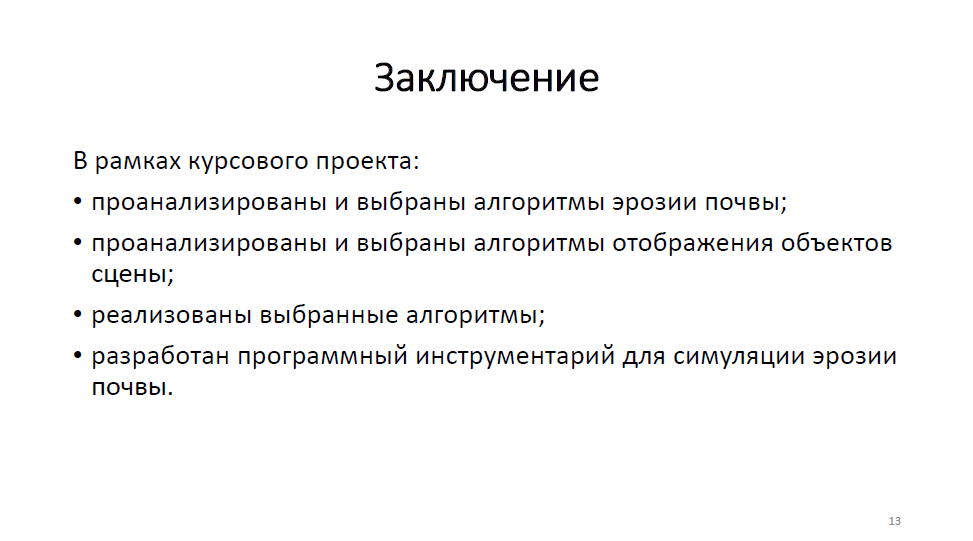 Заключение
В рамках курсового проекта:
• проанализированы и выбраны алгоритмы эрозии почвы;
• проанализированы и выбраны алгоритмы отображения объектов
сцены;
• реализованы выбранные алгоритмы;
• разработан программный инструментарий для симуляции эрозии
почвы.
13